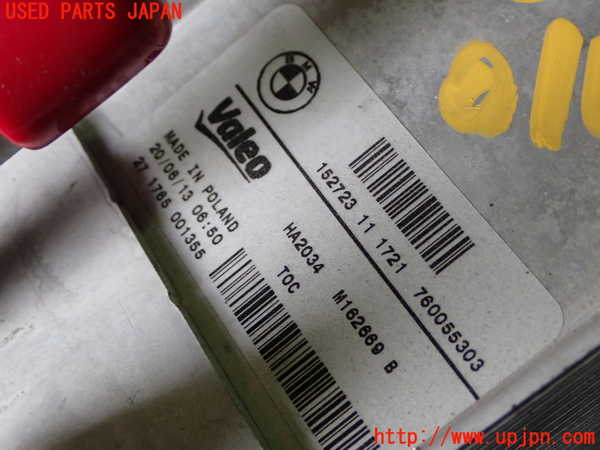 USED PARTS JAPAN
BMW
Valeo
MADE IN POLAND
20/06/13 06:50
27 1765 001355
152723 11 1721 760055303
HA2034 M162669 B
TOC
http://www.upjpn.com/